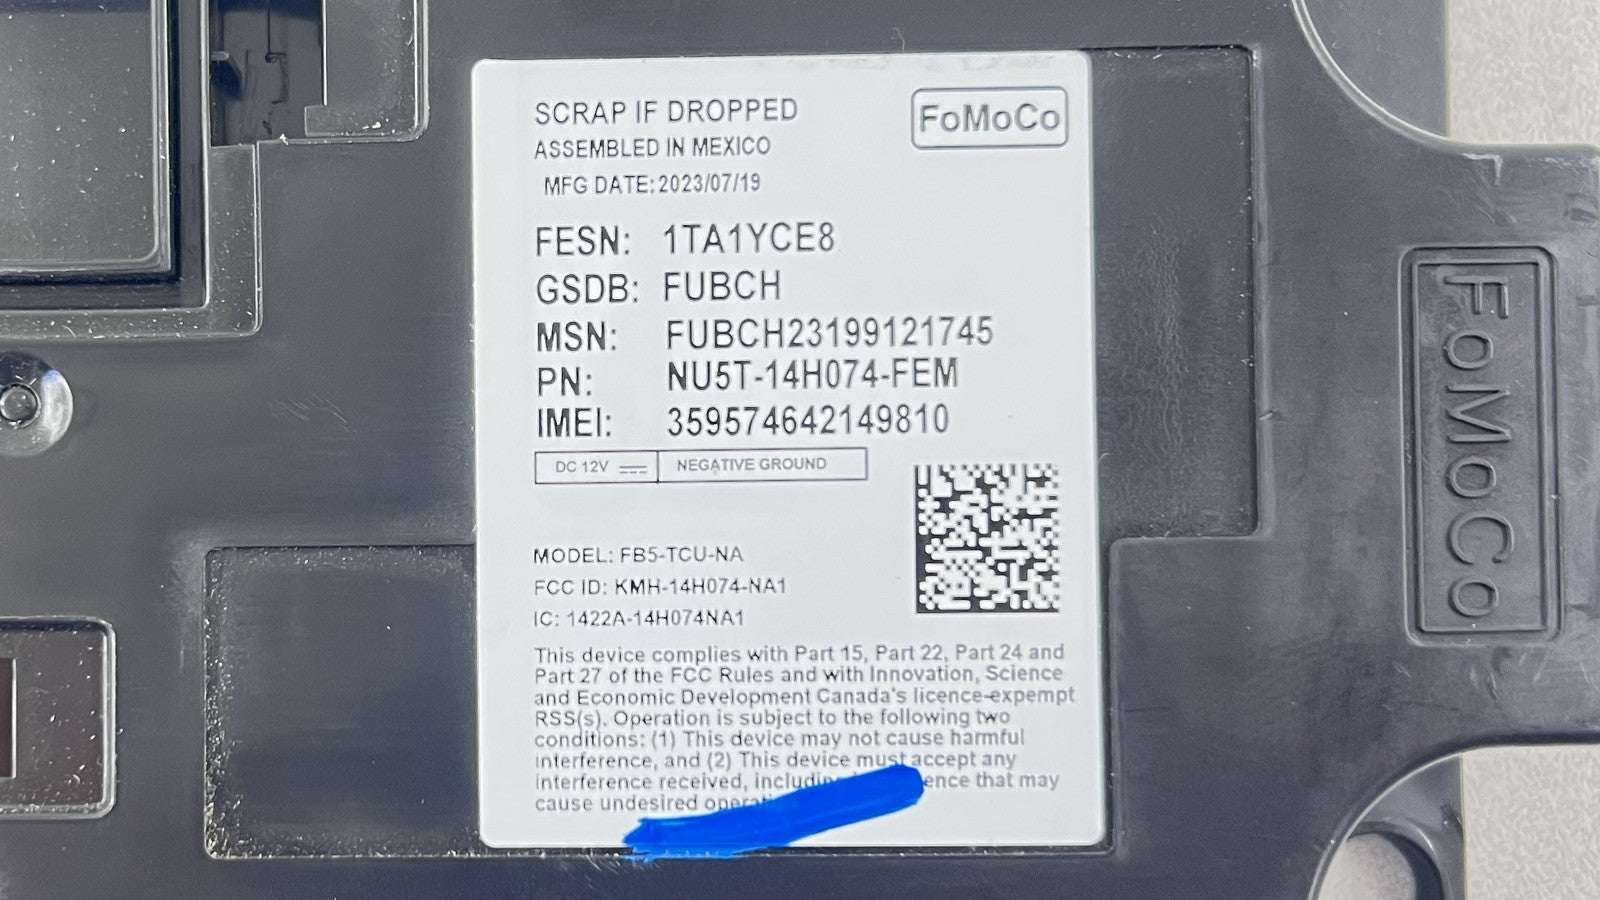 SCRAP IF DROPPED
FoMoCo
ASSEMBLED IN MEXICO
MFG DATE: 2023/07/19
FESN: 1TA1YCE8
GSDB: FUBCH
MSN: FUBCH23199121745
PN: NU5T-14H074-FEM
IMEI: 359574642149810
DC 12V NEGATIVE GROUND
MODEL: FB5-TCU-NA
FCC ID: KMH-14H074-NA1
IC: 1422A-14H074NA1
This device complies with Part 15, Part 22, Part 24 and
Part 27 of the FCC Rules and with Innovation, Science
and Economic Development Canada's licence-expempt
RSS(s). Operation is subject to the following two
conditions: (1) This device may not cause harmful
interference, and (2) This device must accept any
interference received, that may
cause undesired
FoMoCo